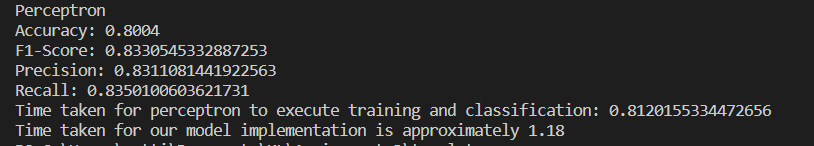 Perceptron
Accuracy: 0.8004
F1-Score: 0.8330545332887253
Precision: 0.8311081441922563
Recall: 0.8350100603621731
Time taken for perceptron to execute training and classification: 0.8120155334472656
Time taken for our model implementation is approximately 1.18